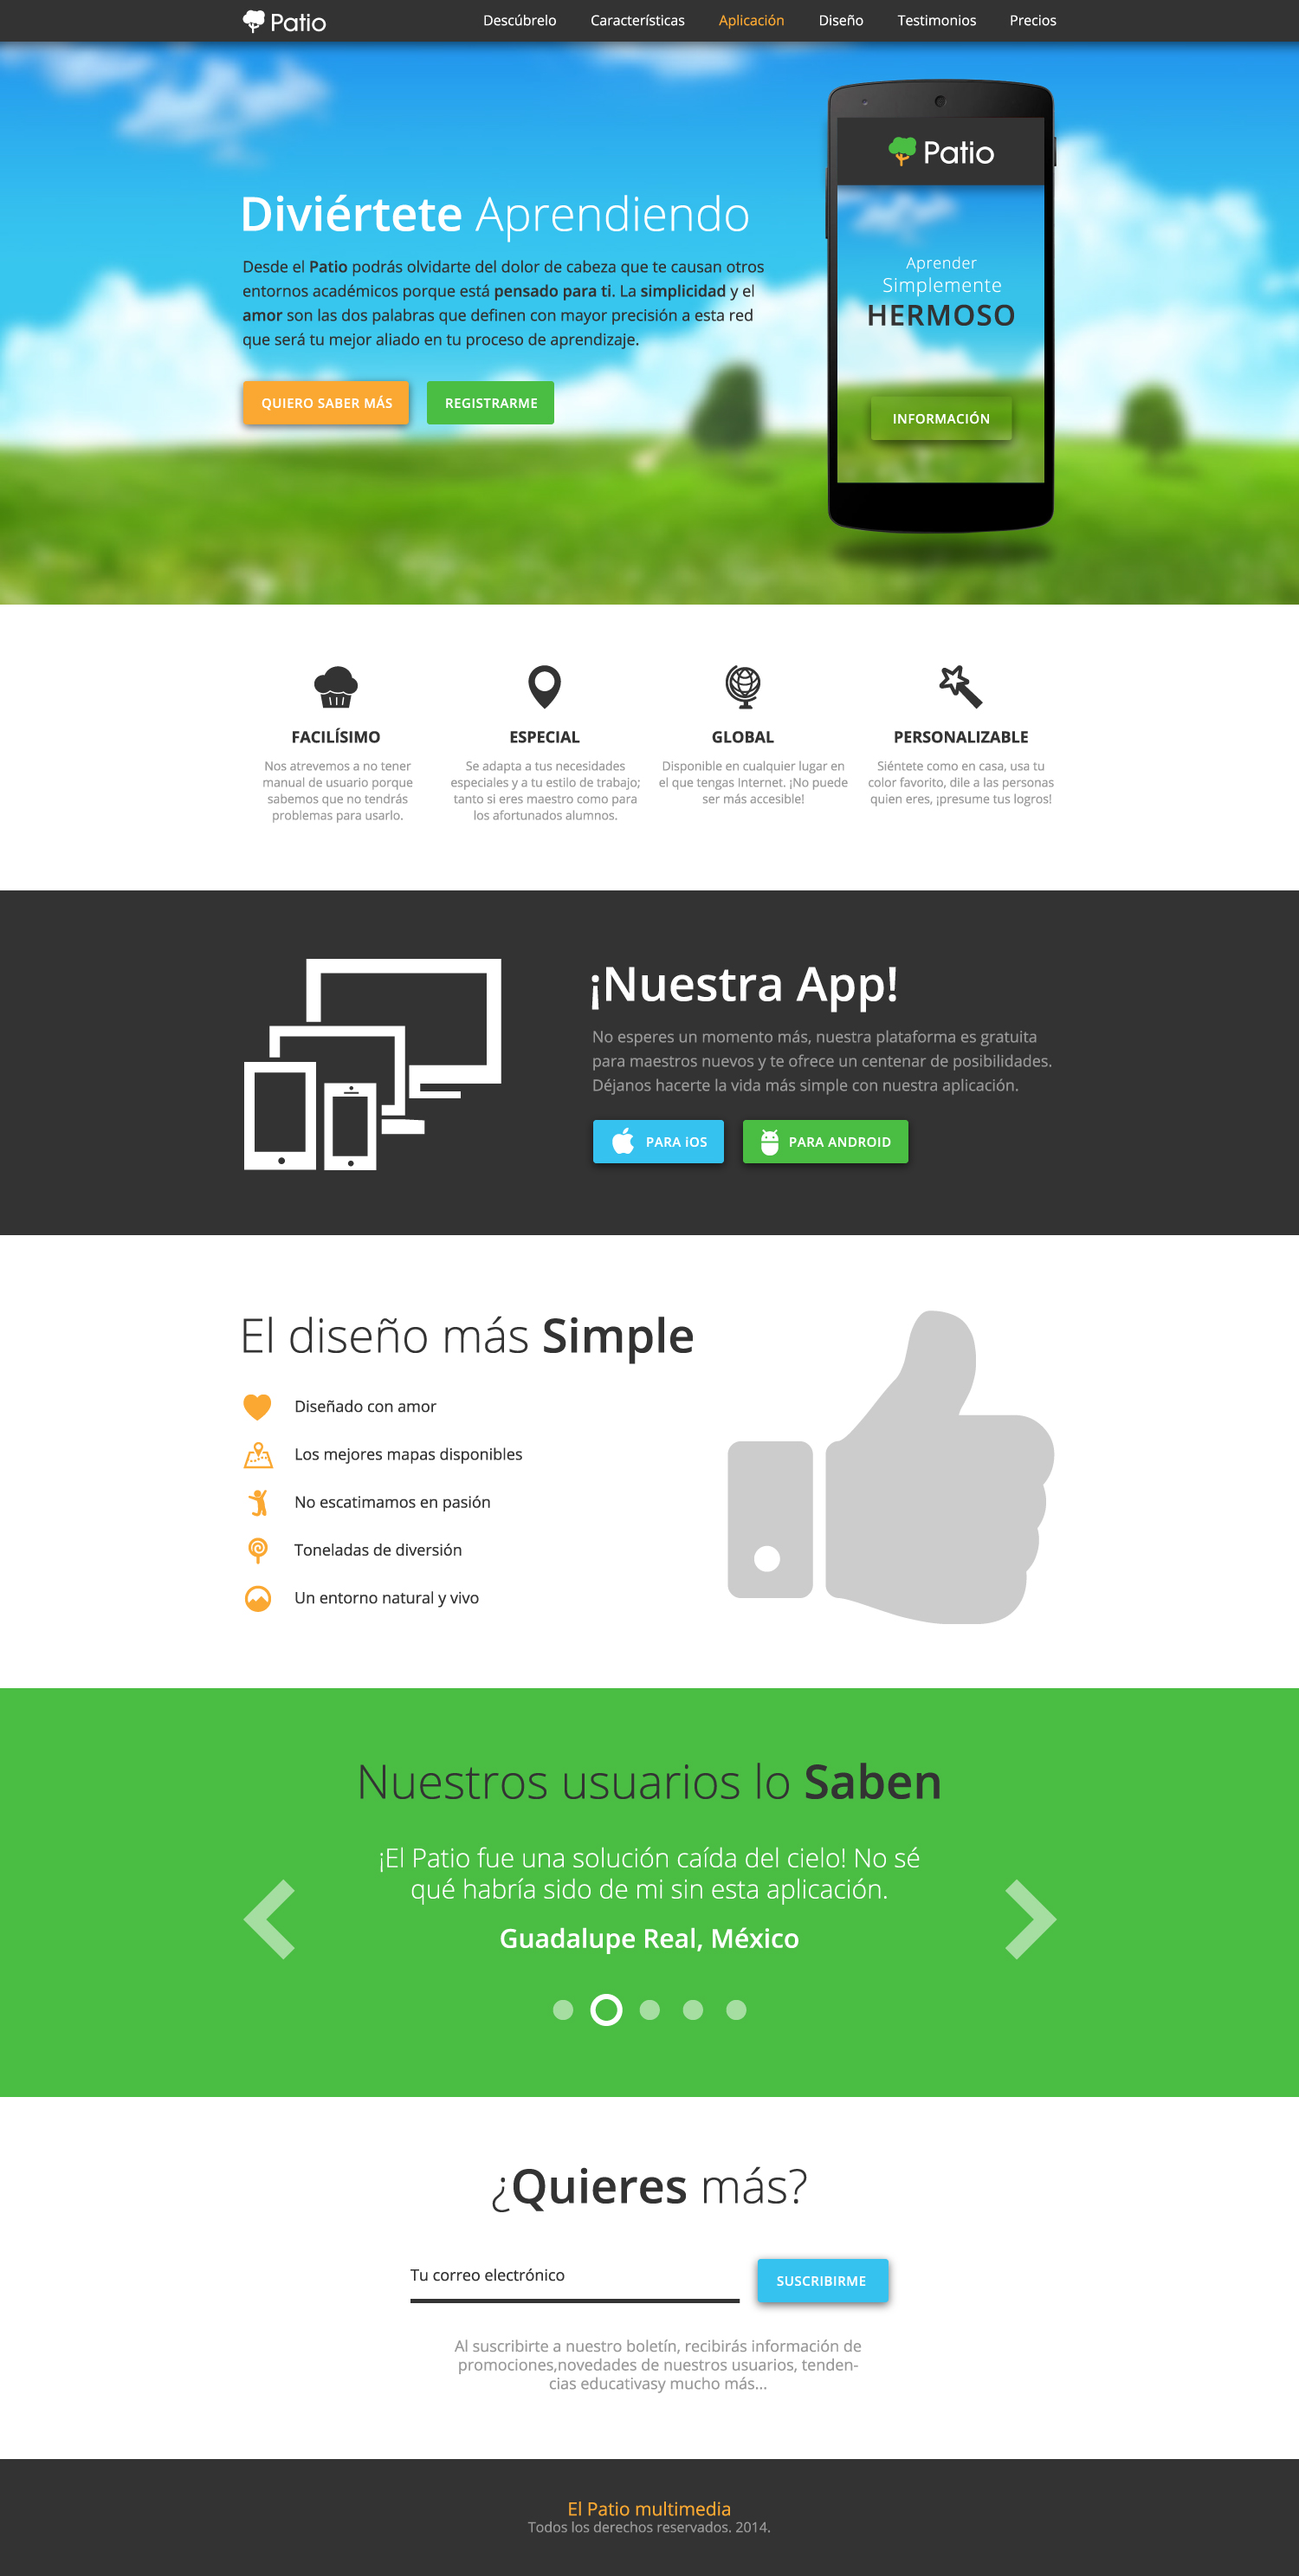 Patio
Descúbrelo Características Aplicación Diseño Testimonios Precios
Patio
Diviértete Aprendiendo
Desde el Patio podrás olvidarte del dolor de cabeza que te causan otros
entornos académicos porque está pensado para ti. La simplicidad y el
amor son las dos palabras que definen con mayor precisión a esta red
que será tu mejor aliado en tu proceso de aprendizaje.
QUIERO SABER MÁS
REGISTRARME
Aprender
Simplemente
HERMOSO
INFORMACIÓN
FACILÍSIMO
Nos atrevemos a no tener
manual de usuario porque
sabemos que no tendrás
problemas para usarlo.
ESPECIAL
Se adapta a tus necesidades
especiales y a tu estilo de trabajo;
tanto si eres maestro como para
los afortunados alumnos.
GLOBAL
Disponible en cualquier lugar en
el que tengas Internet. ¡No puede
ser más accesible!
PERSONALIZABLE
Siéntete como en casa, usa tu
color favorito, dile a las personas
quien eres, ¡presume tus logros!
¡Nuestra App!
No esperes un momento más, nuestra plataforma es gratuita
para maestros nuevos y te ofrece un centenar de posibilidades.
Déjanos hacerte la vida más simple con nuestra aplicación.
PARA iOS
PARA ANDROID
El diseño más Simple
Diseñado con amor
Los mejores mapas disponibles
No escatimamos en pasión
Toneladas de diversión
Un entorno natural y vivo
Nuestros usuarios lo Saben
¡El Patio fue una solución caída del cielo! No sé
qué habría sido de mi sin esta aplicación.
Guadalupe Real, México
¿Quieres más?
Tu correo electrónico
SUSCRIBIRME
Al suscribirte a nuestro boletín, recibirás información de
promociones,novedades de nuestros usuarios, tenden-
cias educativasy mucho más...
El Patio multimedia
Todos los derechos reservados. 2014.